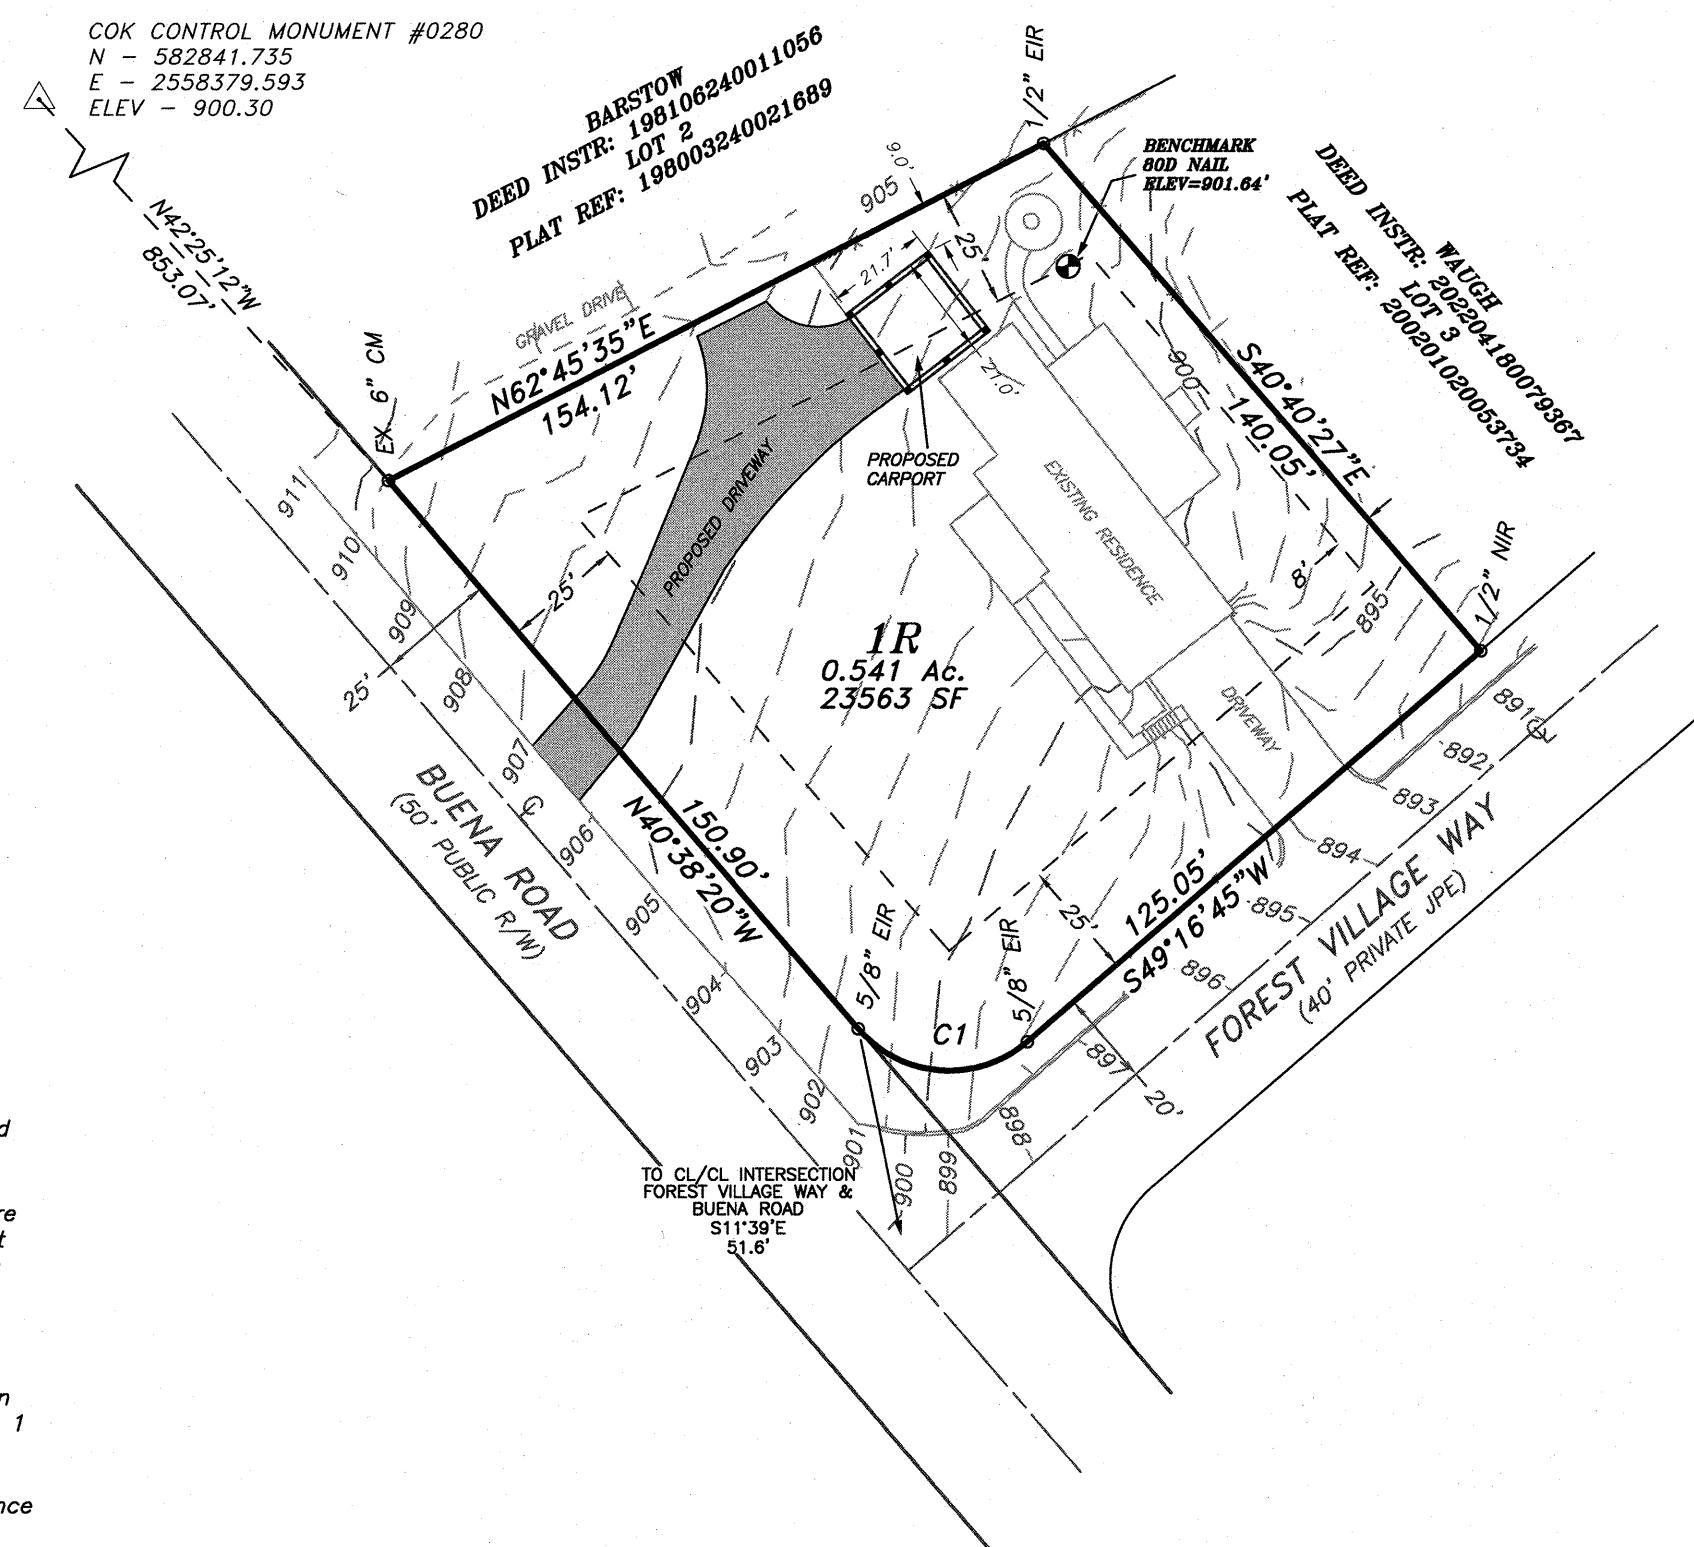 COK CONTROL MONUMENT #0280
N – 582841.735
E – 2558379.593
ELEV – 900.30
N42°25'12"W
853.07'
BARSTOW
DEED INSTR: 198106240011056
LOT 2
PLAT REF: 198003240021689
1/2" EIR
BENCHMARK
80D NAIL
ELEV=901.64'
WAUGH
DEED INSTR: 202204180079367
LOT 3
PLAT REF: 200201020053734
905
9.0'
25'
21.7'
21.0'
GRAVEL DRIVE
N62°45'35"E
154.12'
EX. 6" CM
PROPOSED
CARPORT
PROPOSED DRIVEWAY
EXISTING RESIDENCE
900
S40°40'27"E
140.05'
8'
895
1/2" NIR
911
910
909
908
907
906
905
904
903
902
901
900
899
898
897
896
895
894
893
892
891
25'
25'
1R
0.541 Ac.
23563 SF
DRIVEWAY
BUENA ROAD
(50' PUBLIC R/W)
150.90'
N40°38'20"W
5/8" EIR
C1
5/8" EIR
25'
125.05'
S49°16'45"W
FOREST VILLAGE WAY
(40' PRIVATE JPE)
20'
TO CL/CL INTERSECTION
FOREST VILLAGE WAY &
BUENA ROAD
S11°39'E
51.6'
1